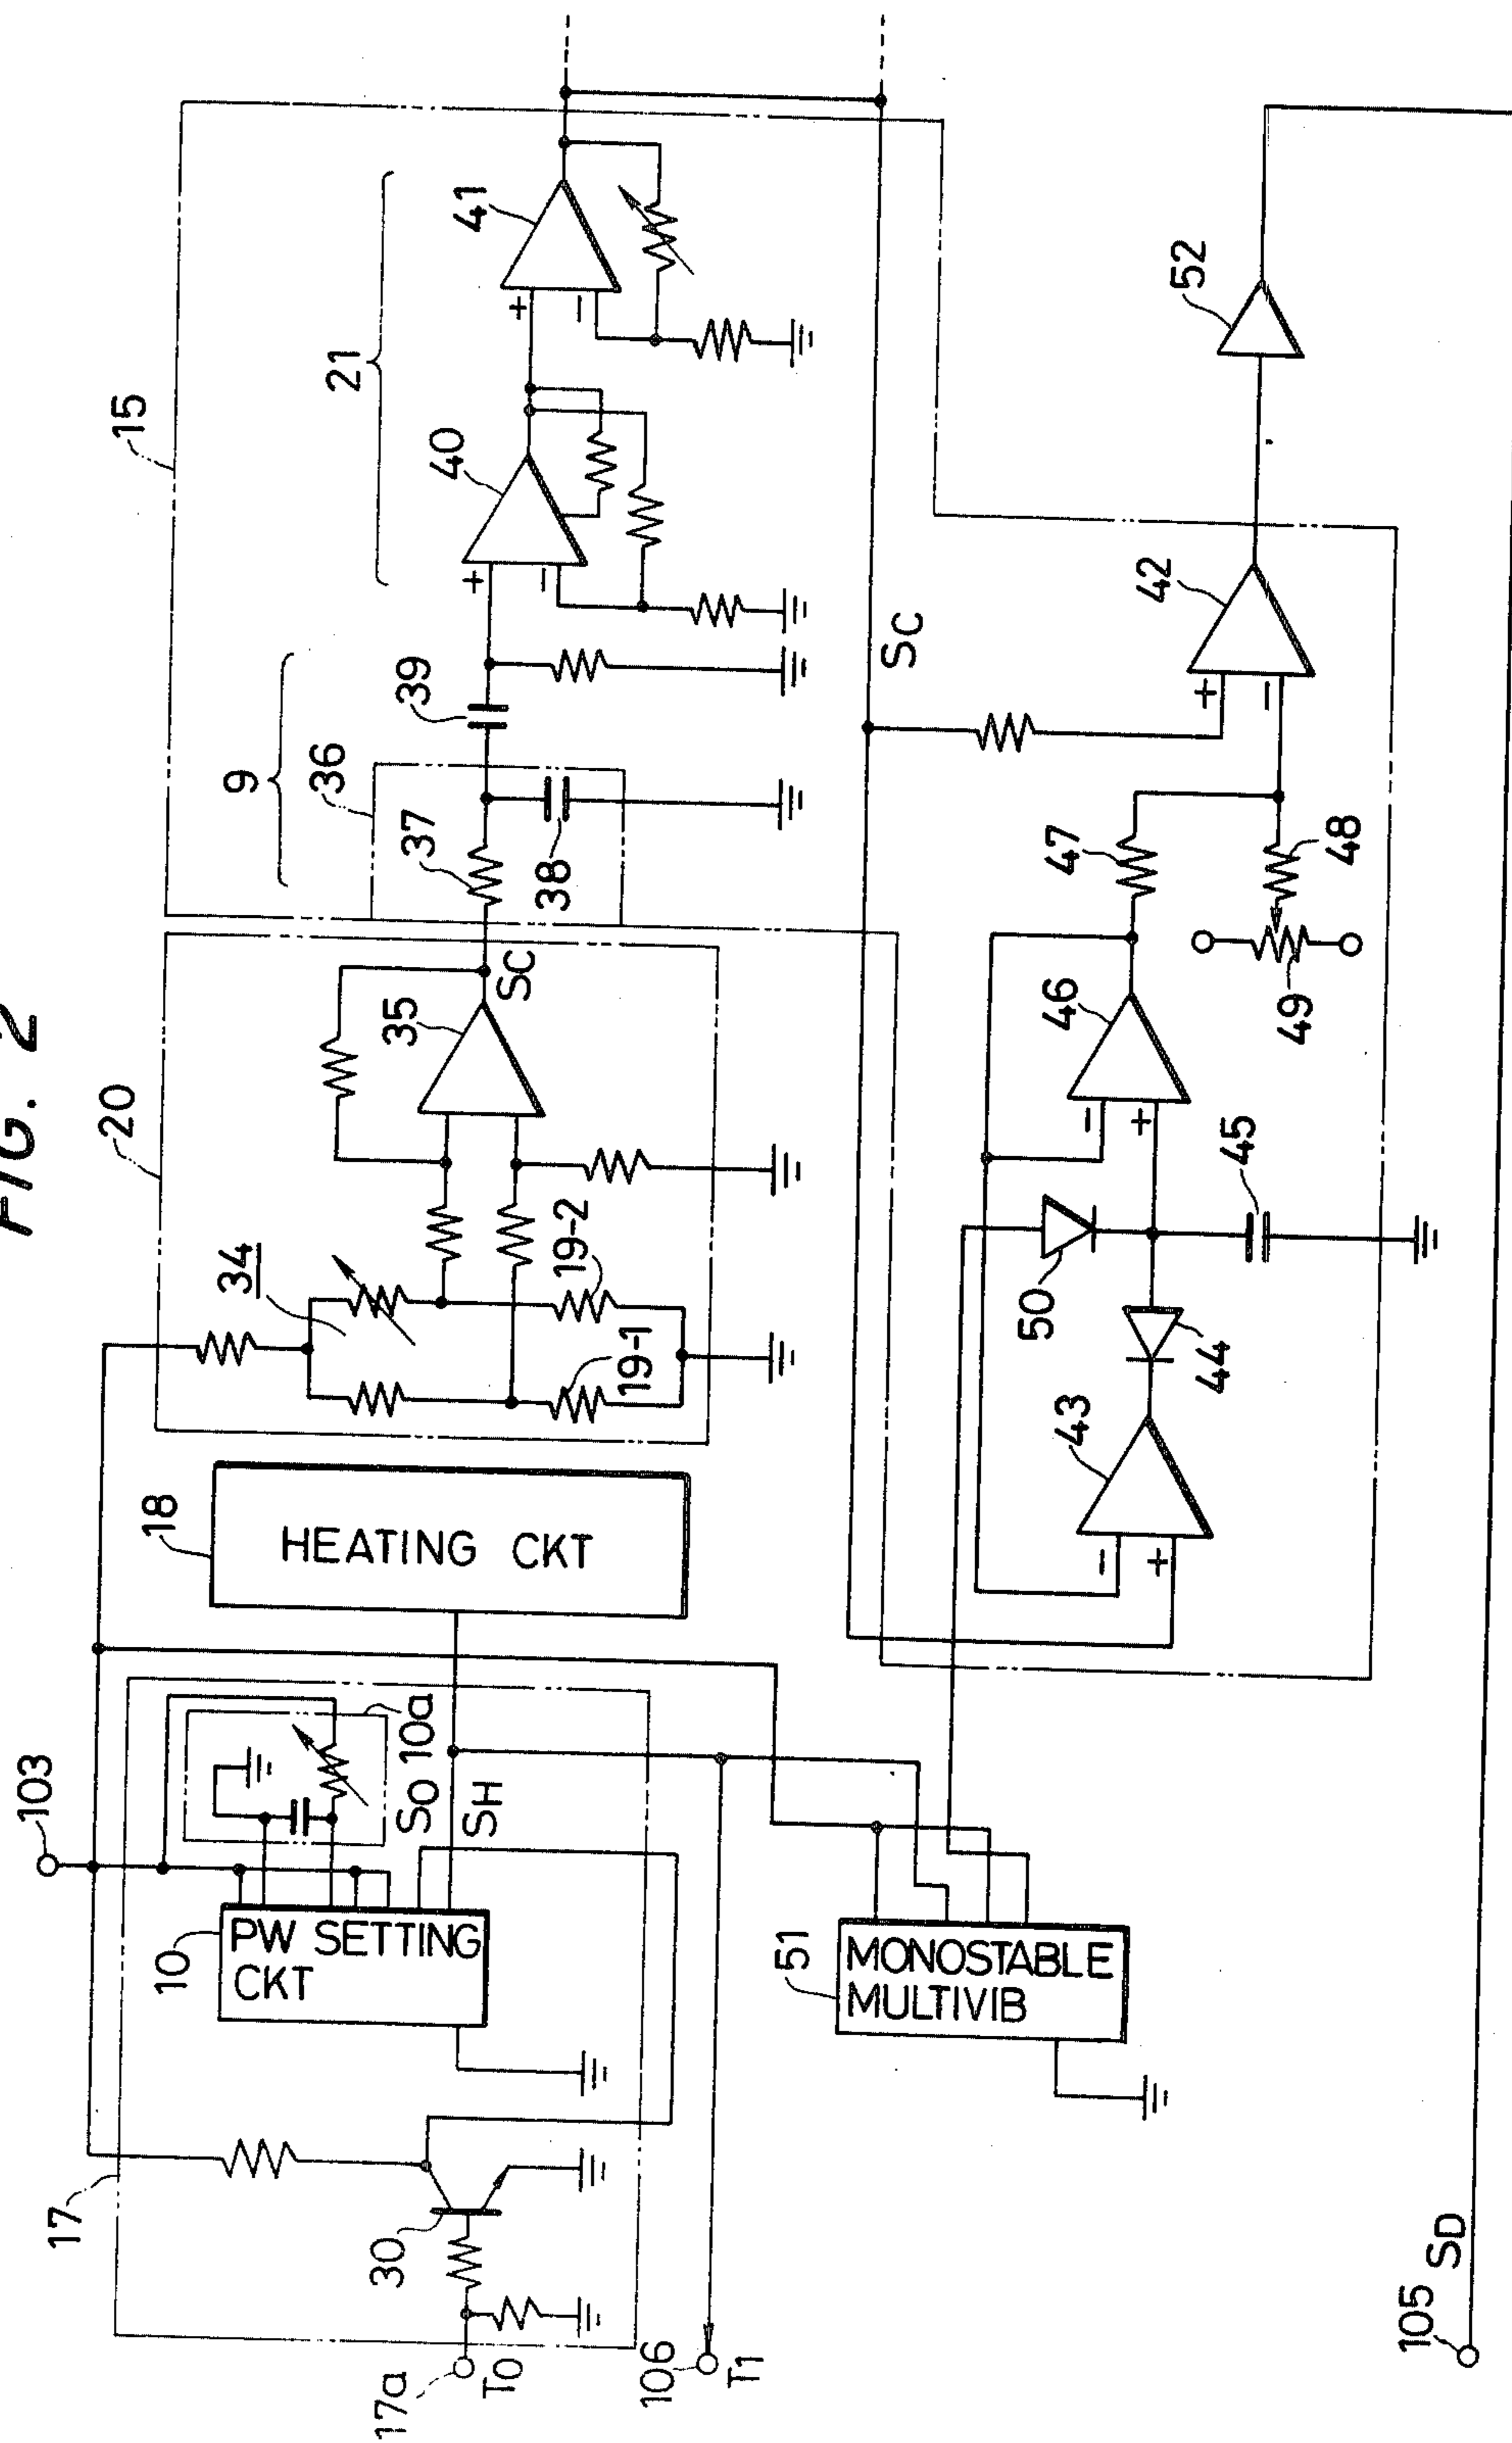 FIG. 2
103
17
10
PW SETTING
CKT
10a
SO
SH
30
17a
TO
106
T1
18
HEATING CKT
20
34
19-1
19-2
35
SC
15
9
36
37
38
39
21
40
41
+
−
+
−
SC
51
MONOSTABLE
MULTIVIB
43
−
+
44
50
45
46
−
+
47
48
49
42
+
−
52
105
SD